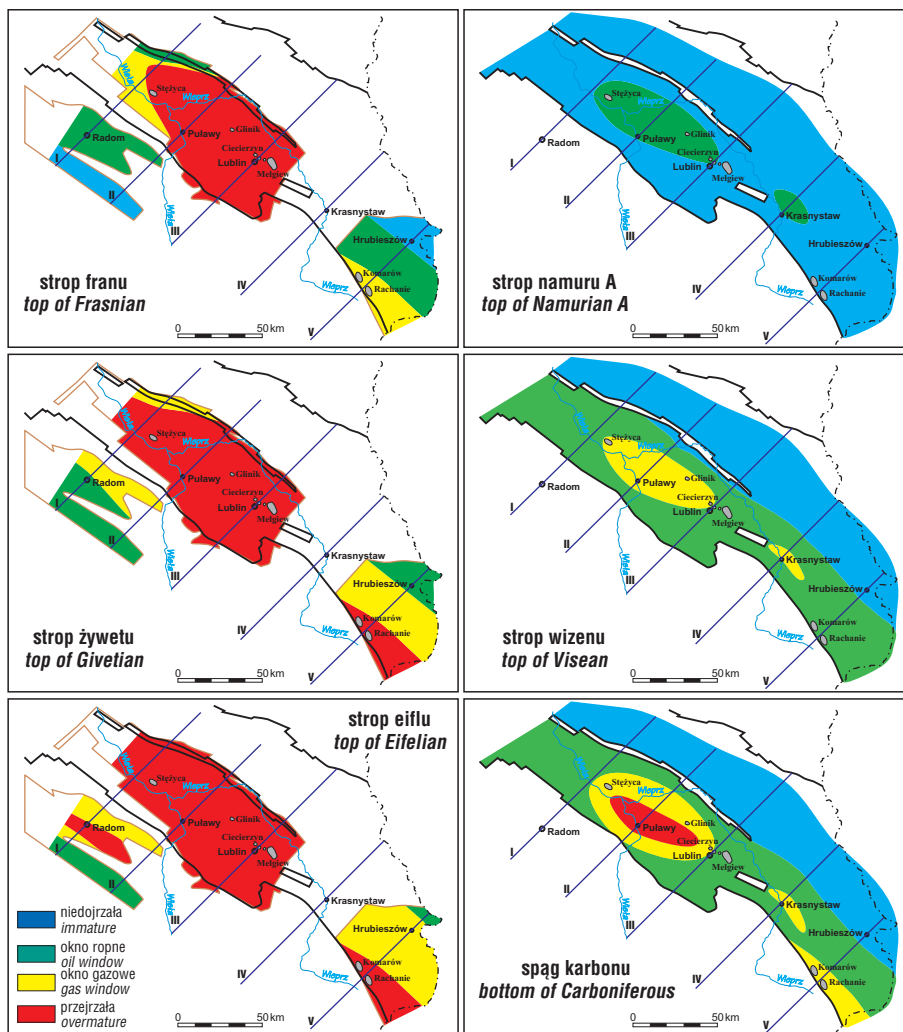 Wisła
Wieprz
Stężyca
Glinik
Radom
Puławy
Ciecierzyn
Lublin
Mełgiew
I
II
III
Krasnystaw
Hrubieszów
IV
Komarów
Rachanie
Wieprz
V
strop franu
top of Frasnian
0 50 km
Stężyca
Wieprz
Wisła
Glinik
Radom
Puławy
Ciecierzyn
Lublin
Mełgiew
I
II
III
Krasnystaw
Hrubieszów
IV
Komarów
Rachanie
Wieprz
V
strop namuru A
top of Namurian A
0 50 km
Wisła
Wieprz
Stężyca
Glinik
Radom
Puławy
Ciecierzyn
Lublin
Mełgiew
I
II
Wisła
III
Krasnystaw
Hrubieszów
IV
Komarów
Rachanie
Wieprz
V
strop żywetu
top of Givetian
0 50 km
Wisła
Stężyca
Wieprz
Glinik
Radom
Puławy
Ciecierzyn
Lublin
Mełgiew
I
II
Wisła
III
Krasnystaw
Hrubieszów
IV
Komarów
Rachanie
Wieprz
V
strop wizenu
top of Visean
0 50 km
strop eiflu
top of Eifelian
Wisła
Wieprz
Stężyca
Glinik
Radom
Puławy
Ciecierzyn
Lublin
Mełgiew
I
II
Wisła
III
Krasnystaw
Hrubieszów
IV
Komarów
Rachanie
Wieprz
V
0 50 km
niedojrzała
immature
okno ropne
oil window
okno gazowe
gas window
przejrzała
overmature
Wisła
Stężyca
Wieprz
Glinik
Radom
Puławy
Ciecierzyn
Lublin
Mełgiew
I
II
Wisła
III
Krasnystaw
Hrubieszów
IV
Komarów
Rachanie
Wieprz
V
spąg karbonu
bottom of Carboniferous
0 50 km